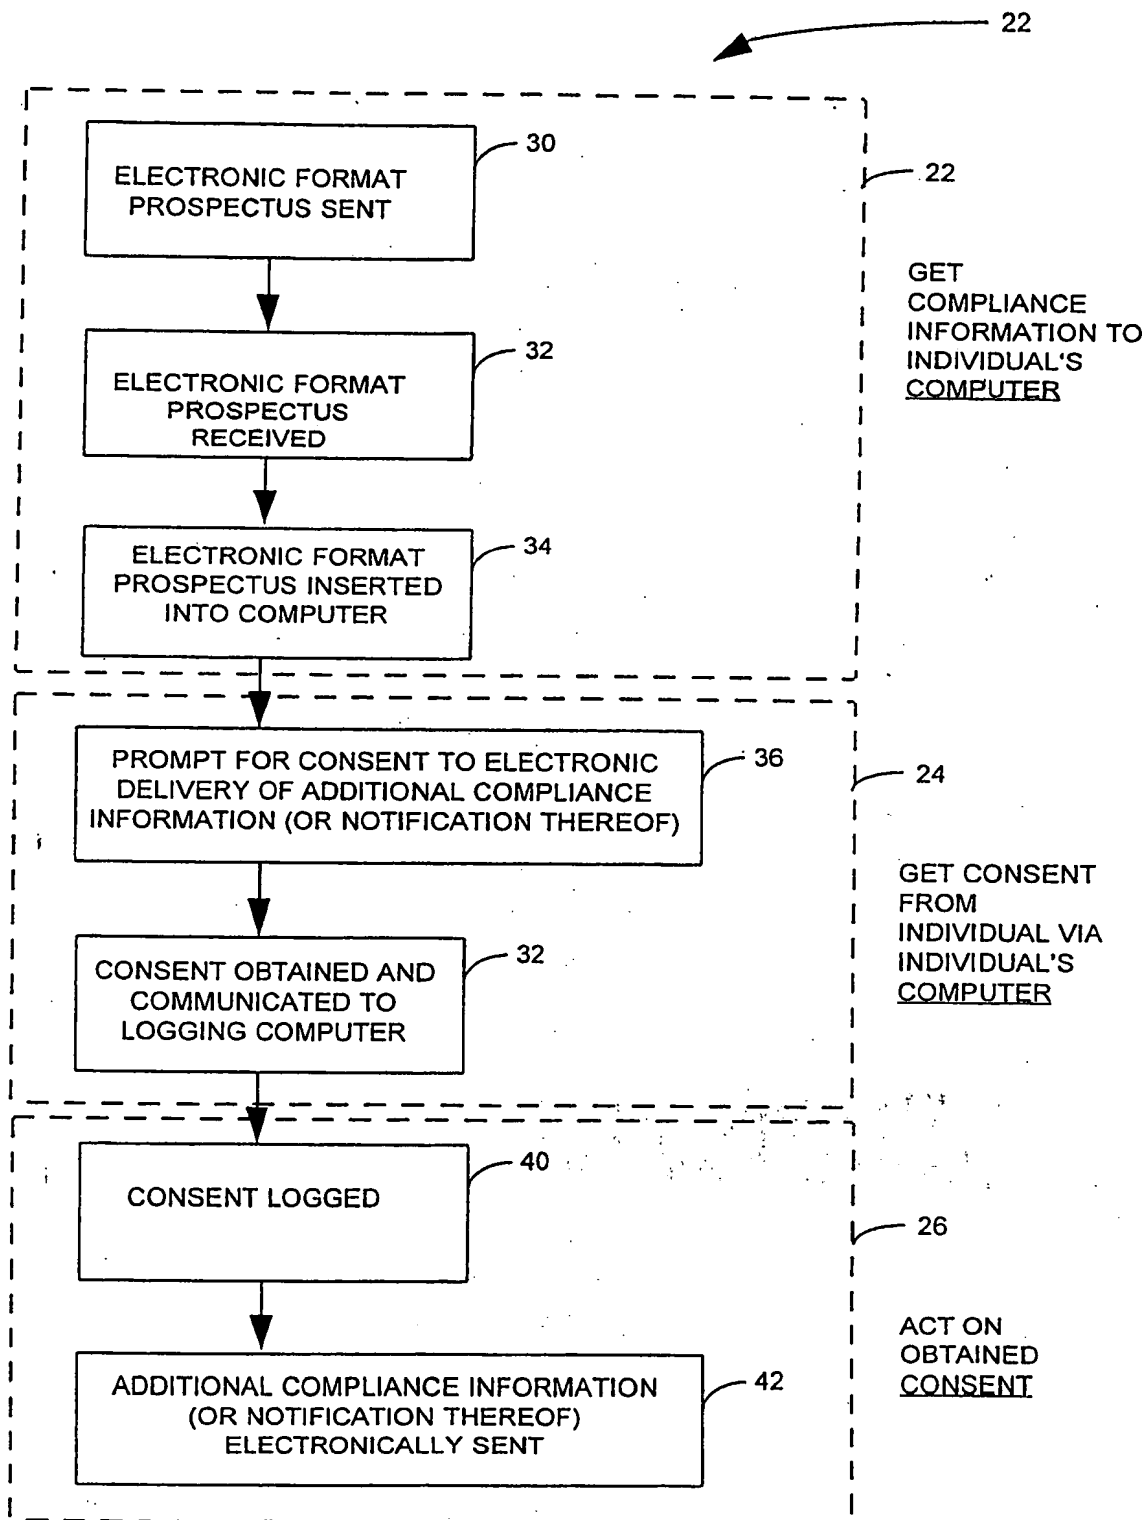 22
30
ELECTRONIC FORMAT
PROSPECTUS SENT
22
GET
COMPLIANCE
INFORMATION TO
INDIVIDUAL'S
COMPUTER
32
ELECTRONIC FORMAT
PROSPECTUS
RECEIVED
34
ELECTRONIC FORMAT
PROSPECTUS INSERTED
INTO COMPUTER
36
PROMPT FOR CONSENT TO ELECTRONIC
DELIVERY OF ADDITIONAL COMPLIANCE
INFORMATION (OR NOTIFICATION THEREOF)
24
GET CONSENT
FROM
INDIVIDUAL VIA
INDIVIDUAL'S
COMPUTER
32
CONSENT OBTAINED AND
COMMUNICATED TO
LOGGING COMPUTER
40
CONSENT LOGGED
26
ACT ON
OBTAINED
CONSENT
42
ADDITIONAL COMPLIANCE INFORMATION
(OR NOTIFICATION THEREOF)
ELECTRONICALLY SENT